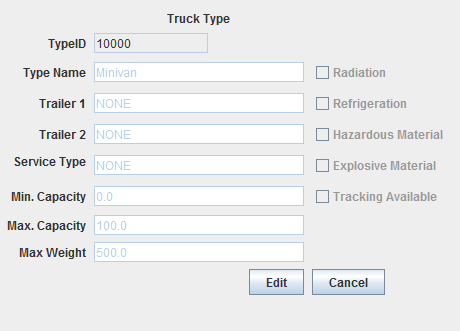 Truck Type
TypeID 10000
Type Name Minivan Radiation
Trailer 1 NONE Refrigeration
Trailer 2 NONE Hazardous Material
Service Type NONE Explosive Material
Min. Capacity 0.0 Tracking Available
Max. Capacity 100.0
Max Weight 500.0
Edit Cancel